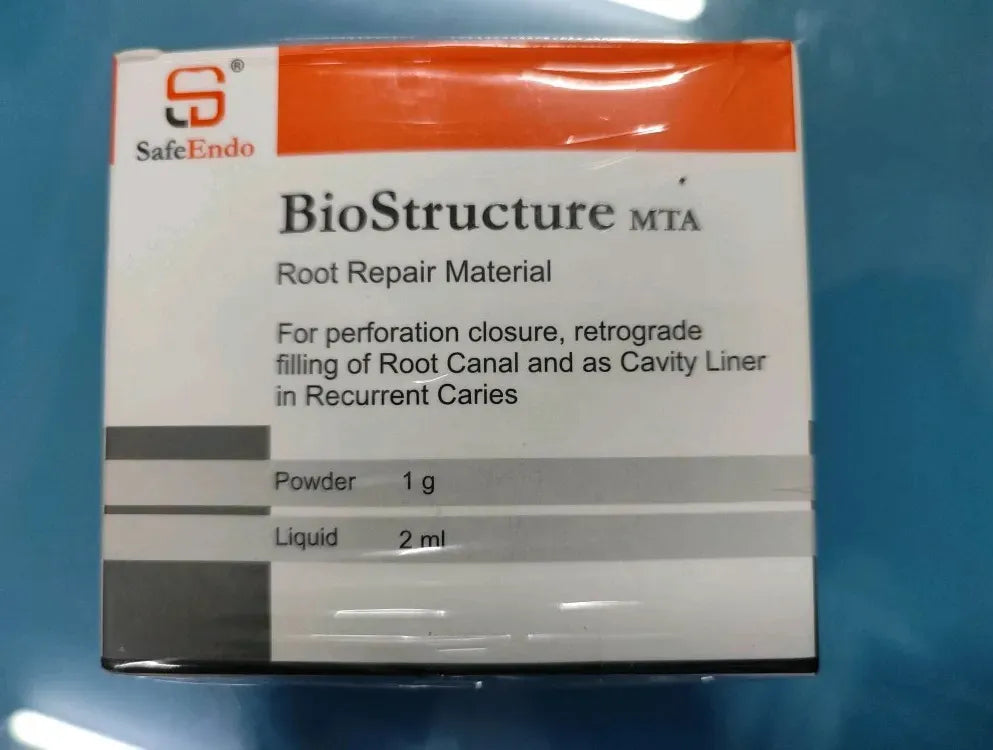 ®
SafeEndo
BioStructure MTA
Root Repair Material
For perforation closure, retrograde
filling of Root Canal and as Cavity Liner
in Recurrent Caries
Powder 1 g
Liquid 2 ml